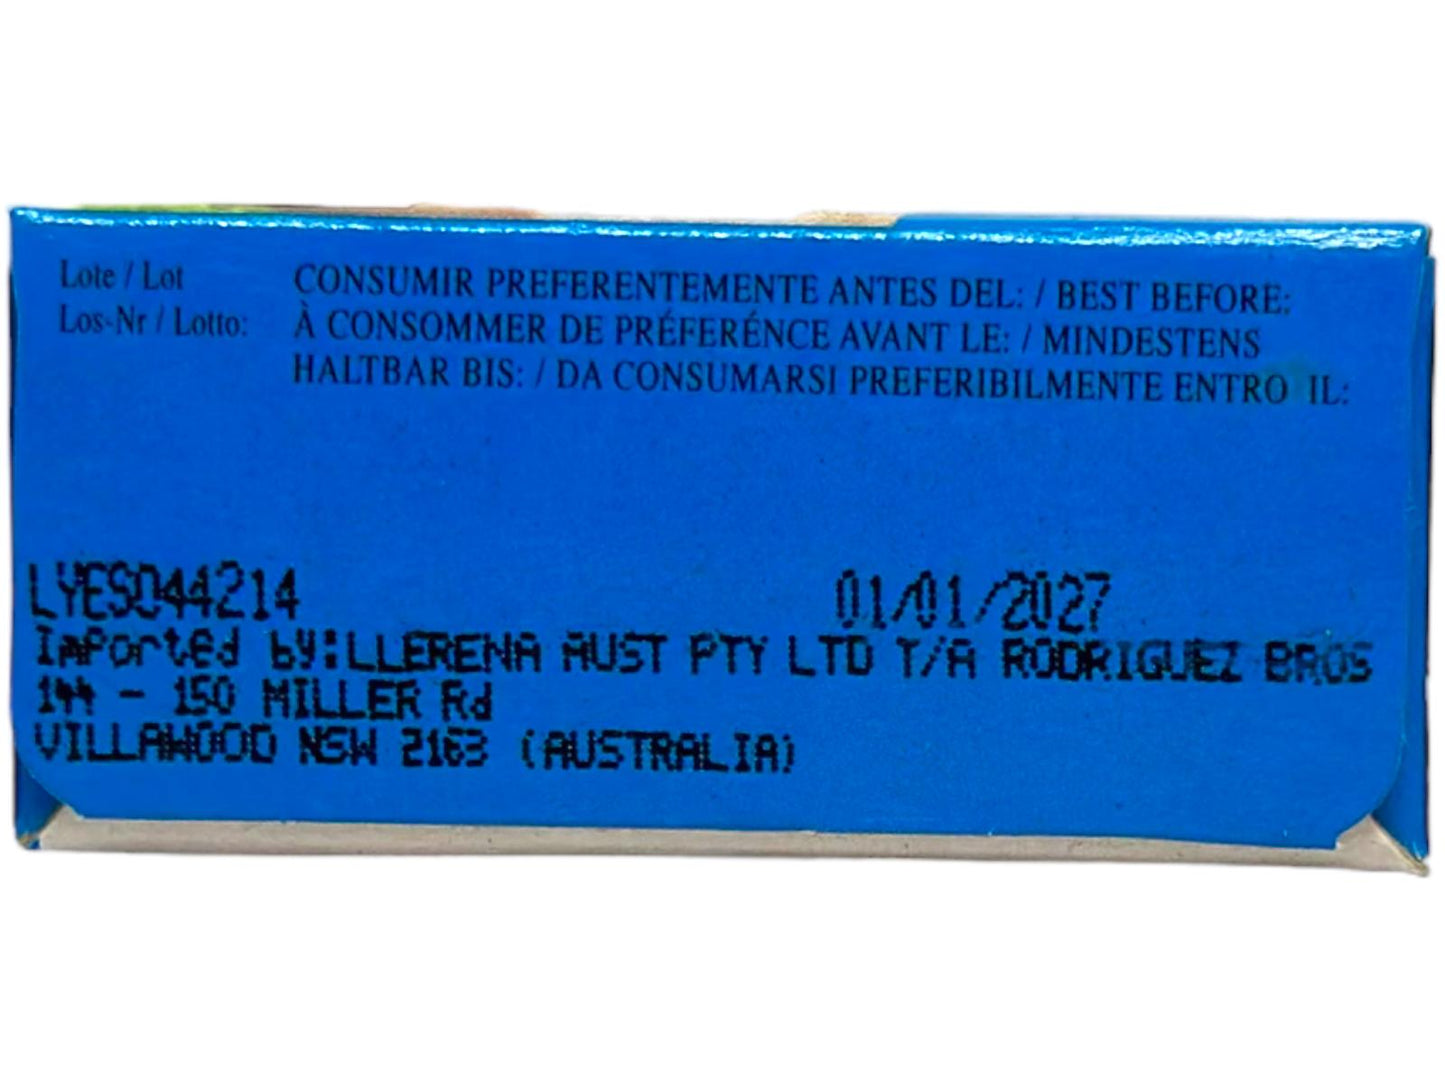 Lote / Lot
Los-Nr / Lotto:
CONSUMIR PREFERENTEMENTE ANTES DEL: / BEST BEFORE:
À CONSOMMER DE PRÉFERÉNCE AVANT LE: / MINDESTENS
HALTBAR BIS: / DA CONSUMARSI PREFERIBILMENTE ENTRO IL:
LYES044214 01/01/2027
Imported by:LLERENA AUST PTY LTD T/A RODRIGUEZ BROS
144 - 150 MILLER Rd
VILLAWOOD NSW 2163 (AUSTRALIA)